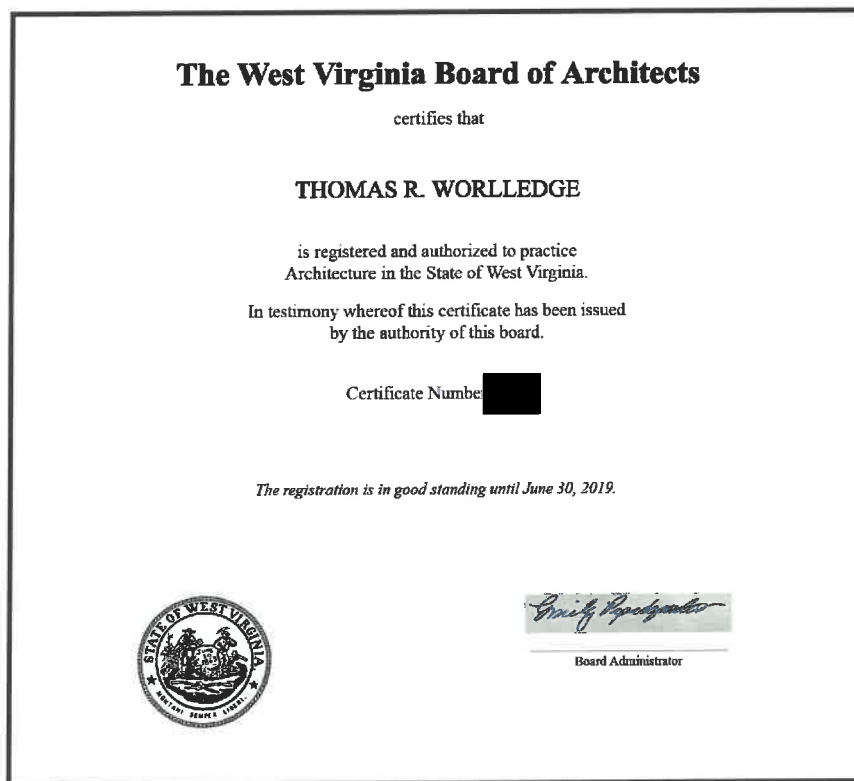 The West Virginia Board of Architects
certifies that
THOMAS R. WORLLEDGE
is registered and authorized to practice
Architecture in the State of West Virginia.
In testimony whereof this certificate has been issued
by the authority of this board.
Certificate Number
The registration is in good standing until June 30, 2019.
STATE OF WEST VIRGINIA
MONTANI SEMPER LIBERI.
Emily
Board Administrator